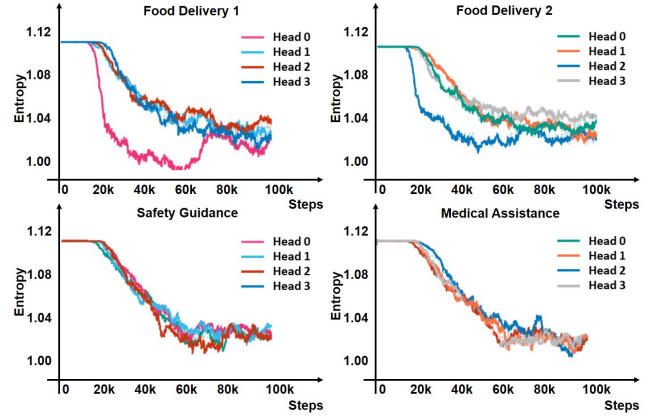 Food Delivery 1
1.12
1.08
1.04
1.00
Entropy
Head 0
Head 1
Head 2
Head 3
0 20k 40k 60k 80k 100k
Steps
Food Delivery 2
1.12
1.08
1.04
1.00
Entropy
Head 0
Head 1
Head 2
Head 3
0 20k 40k 60k 80k 100k
Steps
Safety Guidance
1.12
1.08
1.04
1.00
Entropy
Head 0
Head 1
Head 2
Head 3
0 20k 40k 60k 80k 100k
Steps
Medical Assistance
1.12
1.08
1.04
1.00
Entropy
Head 0
Head 1
Head 2
Head 3
0 20k 40k 60k 80k 100k
Steps